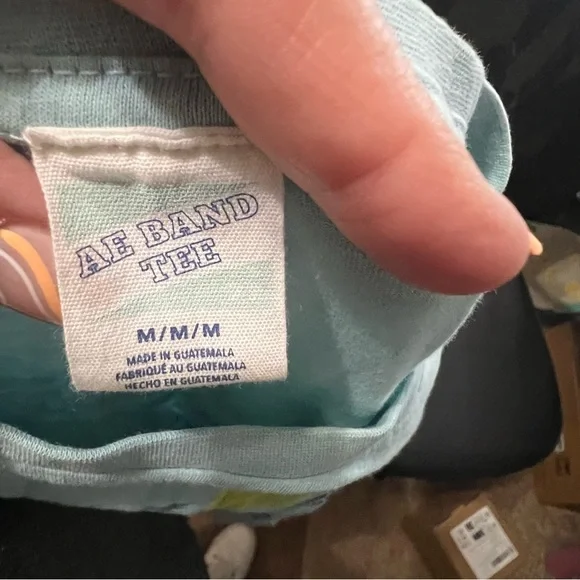 AE BAND
TEE
M/M/M
MADE IN GUATEMALA
FABRIQUÉ AU GUATEMALA
HECHO EN GUATEMALA